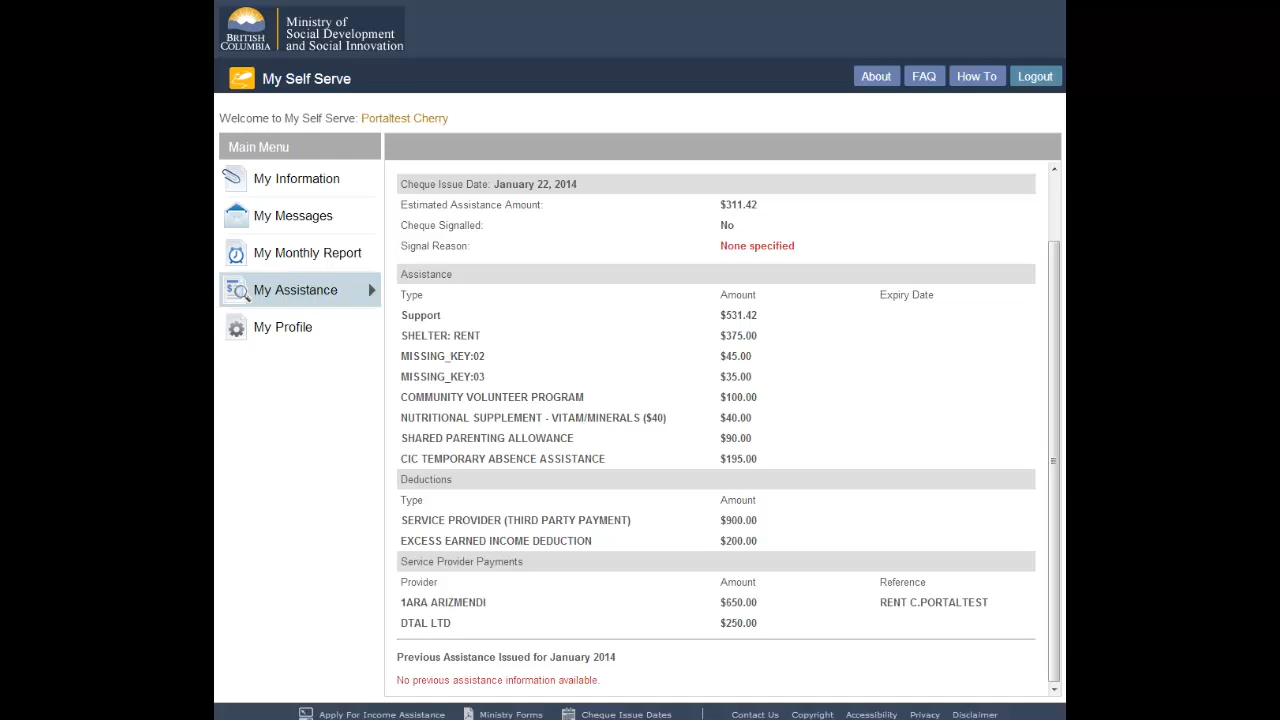 BRITISH
COLUMBIA
Ministry of
Social Development
and Social Innovation
My Self Serve
About FAQ How To Logout
Welcome to My Self Serve: Portaltest Cherry
Main Menu
My Information
My Messages
My Monthly Report
My Assistance
My Profile
Cheque Issue Date: January 22, 2014
Estimated Assistance Amount: $311.42
Cheque Signalled: No
Signal Reason: None specified
Assistance
Type Amount Expiry Date
Support $531.42
SHELTER: RENT $375.00
MISSING_KEY:02 $45.00
MISSING_KEY:03 $35.00
COMMUNITY VOLUNTEER PROGRAM $100.00
NUTRITIONAL SUPPLEMENT - VITAM/MINERALS ($40) $40.00
SHARED PARENTING ALLOWANCE $90.00
CIC TEMPORARY ABSENCE ASSISTANCE $195.00
Deductions
Type Amount
SERVICE PROVIDER (THIRD PARTY PAYMENT) $900.00
EXCESS EARNED INCOME DEDUCTION $200.00
Service Provider Payments
Provider Amount Reference
1ARA ARIZMENDI $650.00 RENT C.PORTALTEST
DTAL LTD $250.00
Previous Assistance Issued for January 2014
No previous assistance information available.
Apply For Income Assistance Ministry Forms Cheque Issue Dates Contact Us Copyright Accessibility Privacy Disclaimer